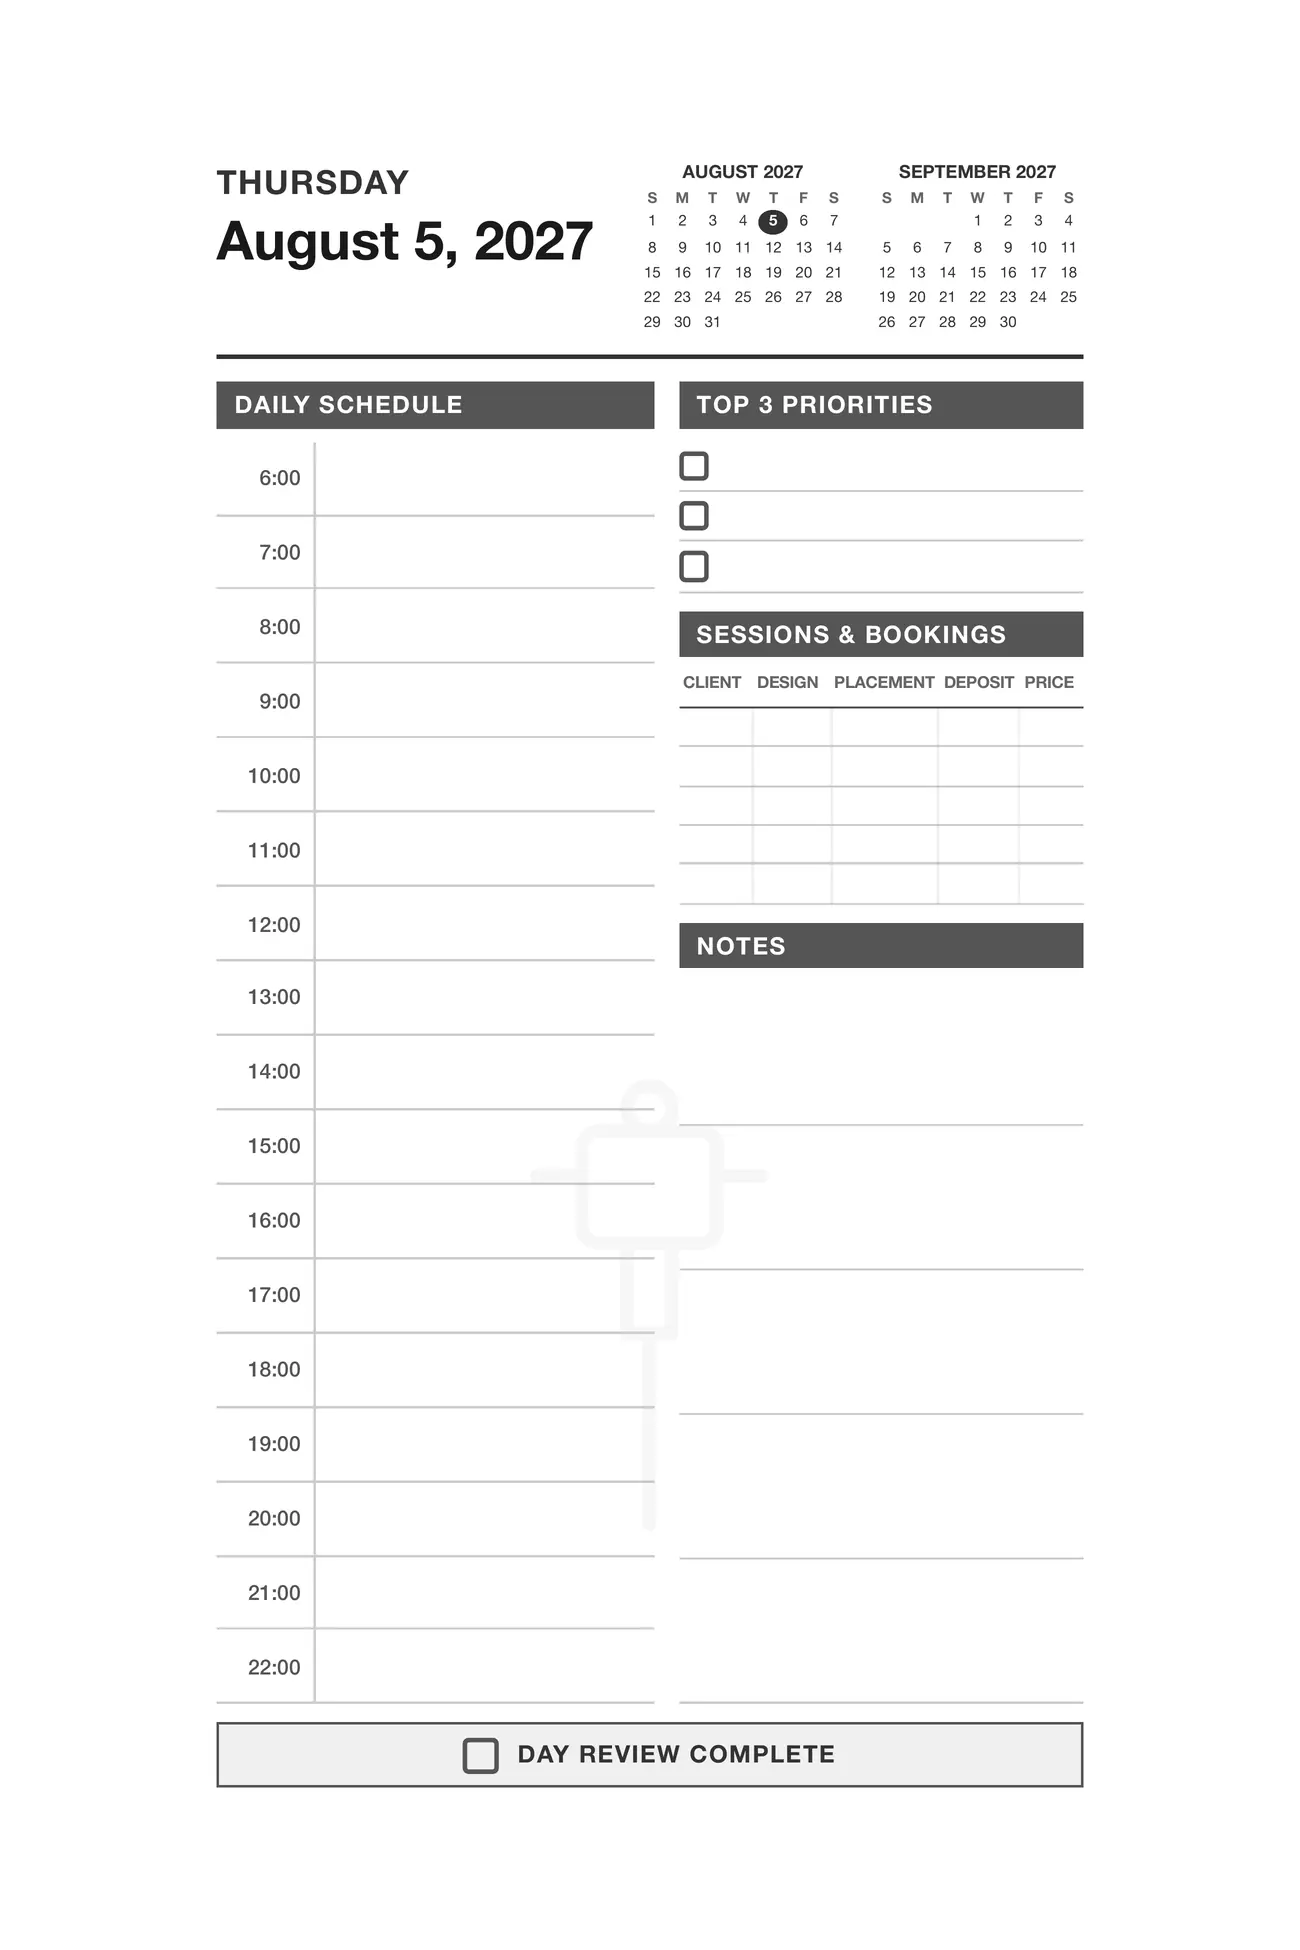 THURSDAY
August 5, 2027
AUGUST 2027
S M T W T F S
1 2 3 4 5 6 7
8 9 10 11 12 13 14
15 16 17 18 19 20 21
22 23 24 25 26 27 28
29 30 31
SEPTEMBER 2027
S M T W T F S
1 2 3 4
5 6 7 8 9 10 11
12 13 14 15 16 17 18
19 20 21 22 23 24 25
26 27 28 29 30
DAILY SCHEDULE
6:00
7:00
8:00
9:00
10:00
11:00
12:00
13:00
14:00
15:00
16:00
17:00
18:00
19:00
20:00
21:00
22:00
TOP 3 PRIORITIES
SESSIONS & BOOKINGS
CLIENT DESIGN PLACEMENT DEPOSIT PRICE
NOTES
DAY REVIEW COMPLETE